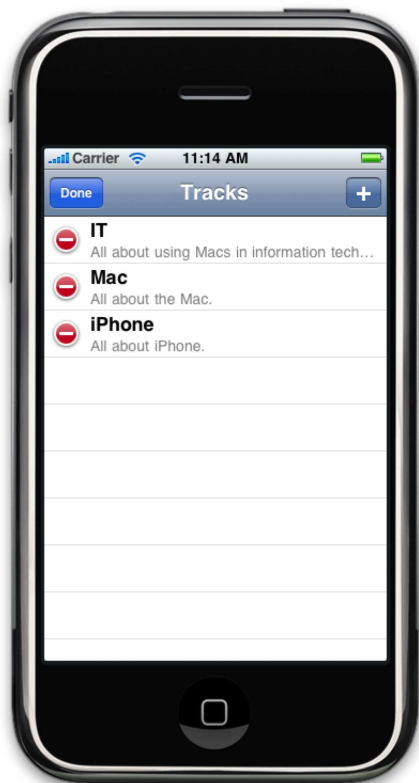 Carrier 11:14 AM
Done Tracks +
IT
All about using Macs in information tech...
Mac
All about the Mac.
iPhone
All about iPhone.